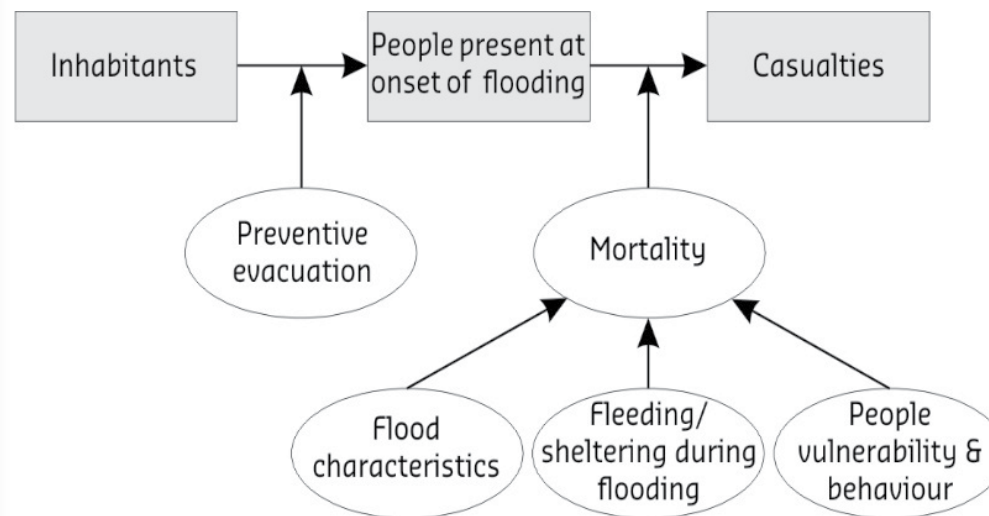 Inhabitants
People present at
onset of flooding
Casualties
Preventive
evacuation
Mortality
Flood
characteristics
Fleeding/
sheltering during
flooding
People
vulnerability &
behaviour